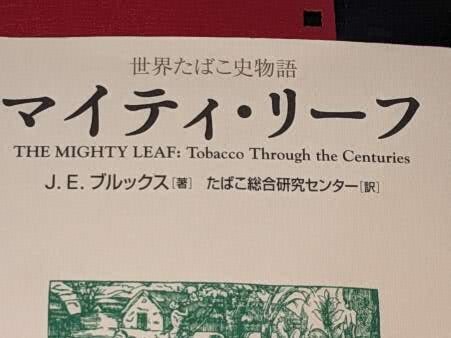 世界たばこ史物語
マイティ・リーフ
THE MIGHTY LEAF: Tobacco Through the Centuries
J. E. ブルックス[著] たばこ総合研究センター[訳]